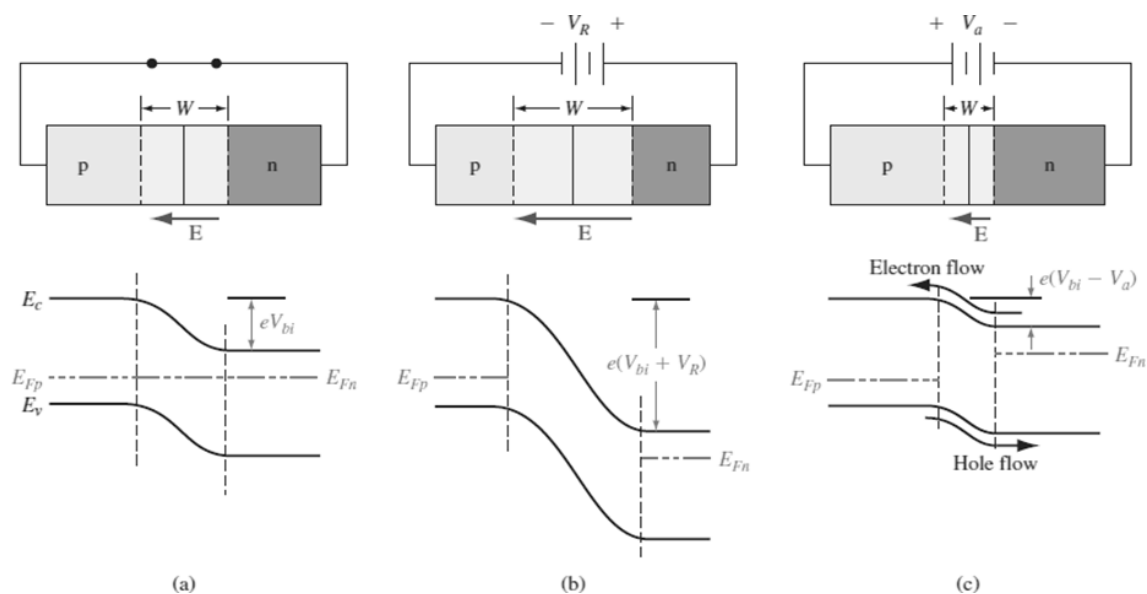 − V_R +
+ V_a −
W
W
W
p
n
p
n
p
n
E
E
E
Electron flow
e(V_bi − V_a)
E_c
eV_bi
e(V_bi + V_R)
E_Fp
E_Fn
E_Fp
E_Fn
E_Fp
E_Fn
E_v
Hole flow
(a)
(b)
(c)